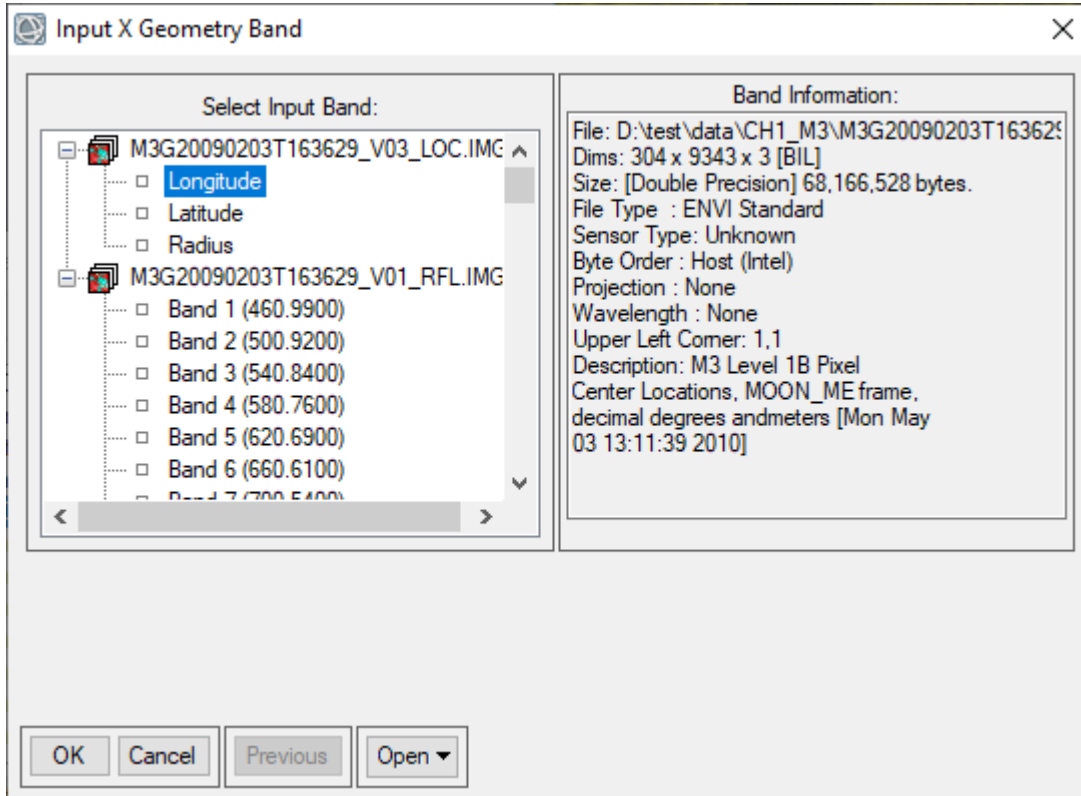 Input X Geometry Band
Select Input Band:
M3G20090203T163629_V03_LOC.IMG
Longitude
Latitude
Radius
M3G20090203T163629_V01_RFL.IMG
Band 1 (460.9900)
Band 2 (500.9200)
Band 3 (540.8400)
Band 4 (580.7600)
Band 5 (620.6900)
Band 6 (660.6100)
Band 7 (700.5400)
Band Information:
File: D:\test\data\CH1_M3\M3G20090203T163629
Dims: 304 x 9343 x 3 [BIL]
Size: [Double Precision] 68,166,528 bytes.
File Type : ENVI Standard
Sensor Type: Unknown
Byte Order : Host (Intel)
Projection : None
Wavelength : None
Upper Left Corner: 1,1
Description: M3 Level 1B Pixel
Center Locations, MOON_ME frame,
decimal degrees andmeters [Mon May
03 13:11:39 2010]
OK
Cancel
Previous
Open